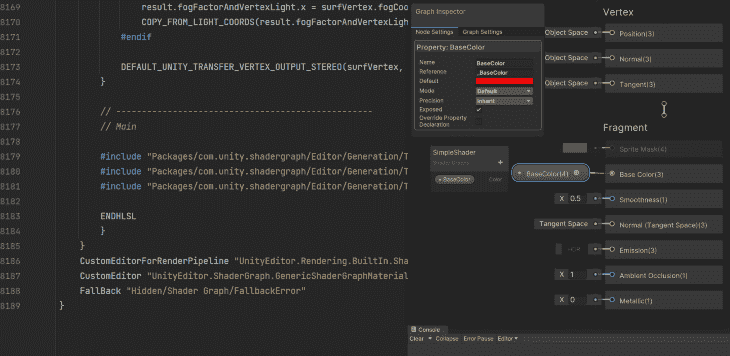 8169 result.fogFactorAndVertexLight.x = surfVertex.fogCoo
8170 COPY_FROM_LIGHT_COORDS(result.fogFactorAndVertexLigh
8171 #endif
8172
8173 DEFAULT_UNITY_TRANSFER_VERTEX_OUTPUT_STEREO(surfVertex,
8174 }
8175
8176 // --------------------------------------------------
8177 // Main
8178
8179 #include "Packages/com.unity.shadergraph/Editor/Generation/T
8180 #include "Packages/com.unity.shadergraph/Editor/Generation/T
8181 #include "Packages/com.unity.shadergraph/Editor/Generation/T
8182
8183 ENDHLSL
8184 }
8185 }
8186 CustomEditorForRenderPipeline "UnityEditor.Rendering.BuiltIn.Sha
8187 CustomEditor "UnityEditor.ShaderGraph.GenericShaderGraphMaterial
8188 FallBack "Hidden/Shader Graph/FallbackError"
8189 }
Graph Inspector
Node Settings Graph Settings
Property: BaseColor
Name BaseColor
Reference _BaseColor
Default
Mode Default
Precision Inherit
Exposed
Override Property
Declaration
SimpleShader
Shader Graphs
+
BaseColor Color
BaseColor(4)
Vertex
Object Space Position(3)
Object Space Normal(3)
Object Space Tangent(3)
Fragment
Sprite Mask(4)
Base Color(3)
X 0.5 Smoothness(1)
Tangent Space Normal (Tangent Space)(3)
Emission(3)
X 1 Ambient Occlusion(1)
X 0 Metallic(1)
Console
Clear Collapse Error Pause Editor